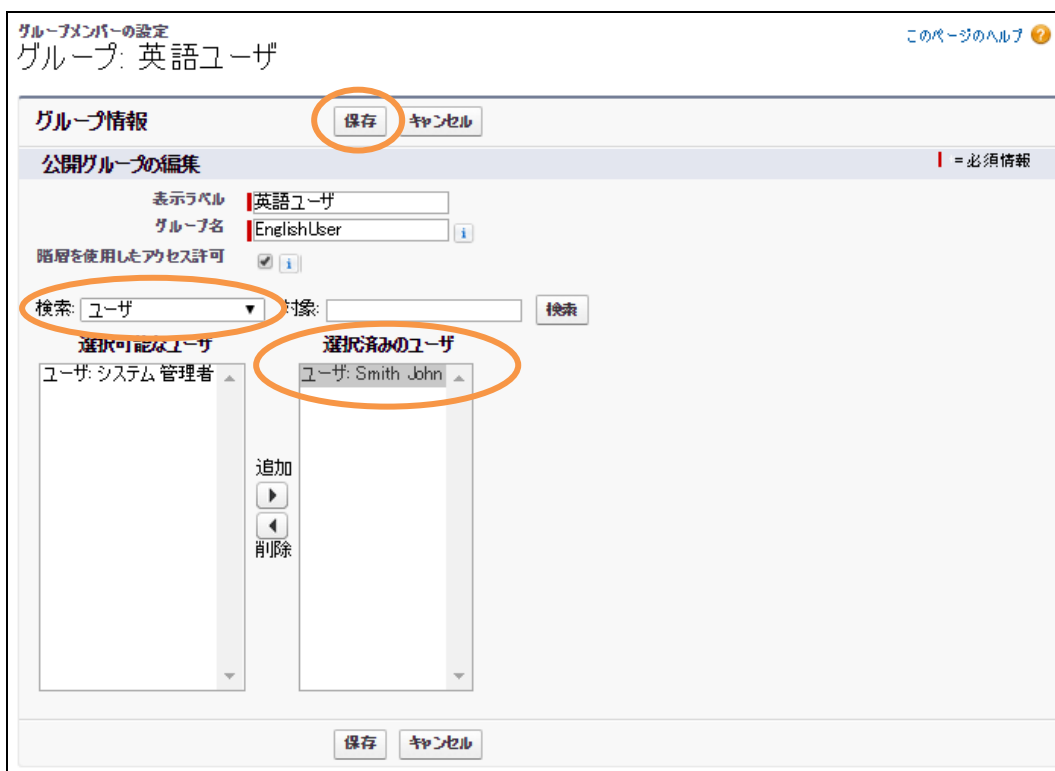 グループメンバーの設定
グループ: 英語ユーザ
このページのヘルプ
グループ情報
保存 キャンセル
公開グループの編集
= 必須情報
表示ラベル 英語ユーザ
グループ名 EnglishUser
階層を使用したアクセス許可
検索: ユーザ 対象: 検索
選択可能なユーザ 選択済みのユーザ
ユーザ: システム 管理者 ユーザ: Smith John
追加
削除
保存 キャンセル